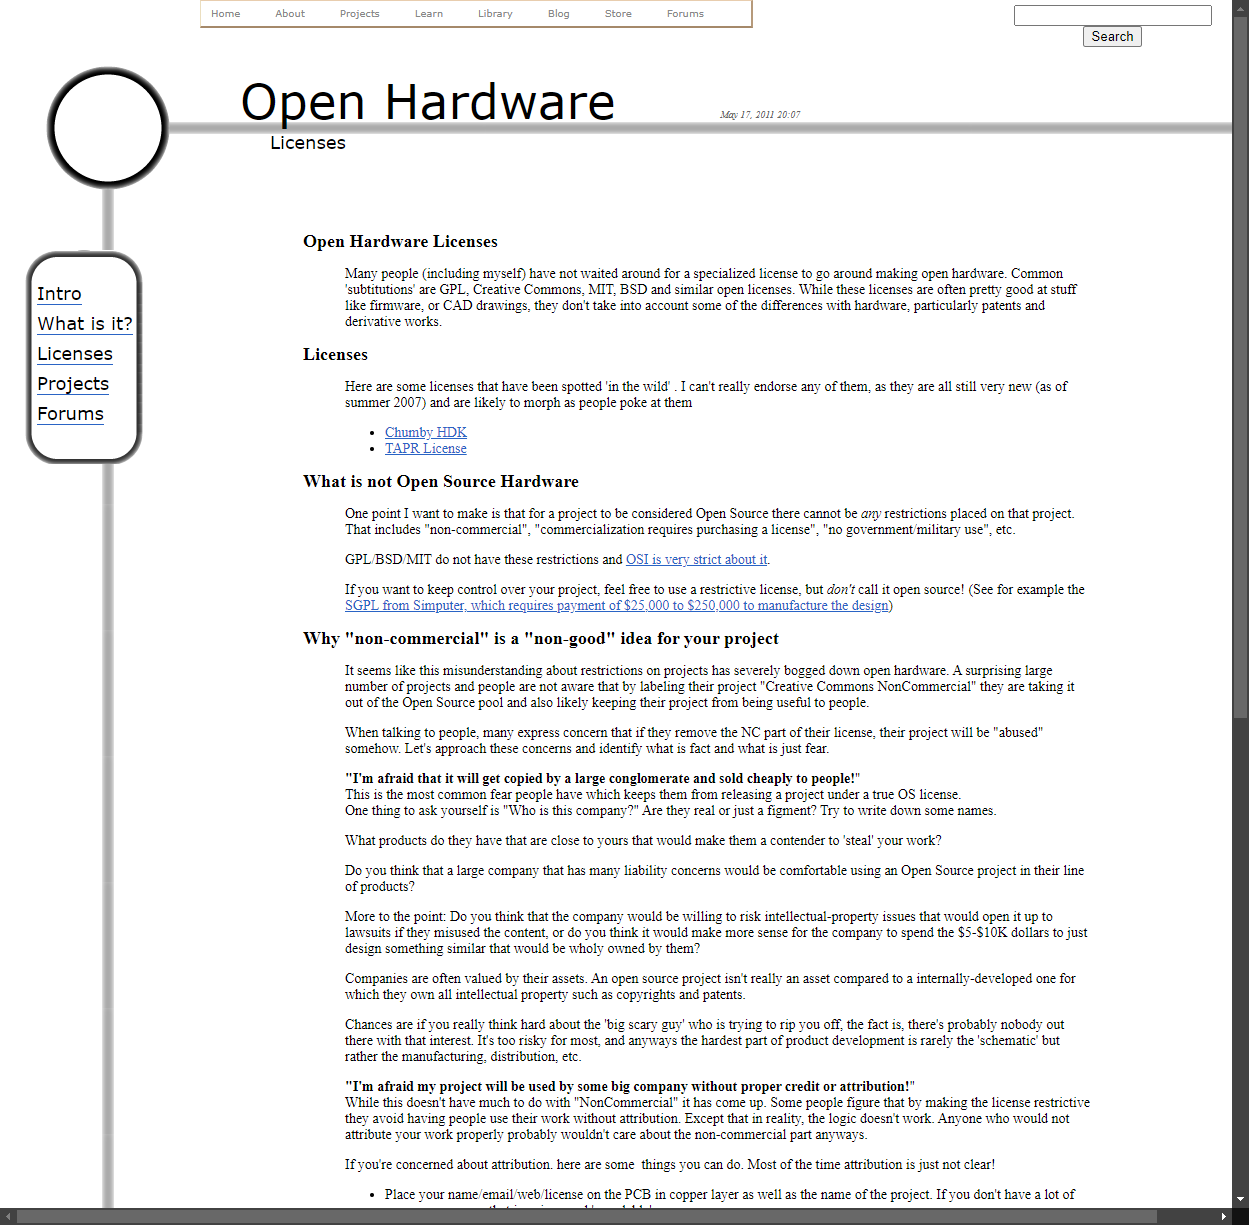 Home About Projects Learn Library Blog Store Forums
Search
Open Hardware
May 17, 2011 20:07
Licenses
Intro
What is it?
Licenses
Projects
Forums
Open Hardware Licenses
Many people (including myself) have not waited around for a specialized license to go around making open hardware. Common
'subtitutions' are GPL, Creative Commons, MIT, BSD and similar open licenses. While these licenses are often pretty good at stuff
like firmware, or CAD drawings, they don't take into account some of the differences with hardware, particularly patents and
derivative works.
Licenses
Here are some licenses that have been spotted 'in the wild' . I can't really endorse any of them, as they are all still very new (as of
summer 2007) and are likely to morph as people poke at them
• Chumby HDK
• TAPR License
What is not Open Source Hardware
One point I want to make is that for a project to be considered Open Source there cannot be any restrictions placed on that project.
That includes "non-commercial", "commercialization requires purchasing a license", "no government/military use", etc.
GPL/BSD/MIT do not have these restrictions and OSI is very strict about it.
If you want to keep control over your project, feel free to use a restrictive license, but don't call it open source! (See for example the
SGPL from Simputer, which requires payment of $25,000 to $250,000 to manufacture the design)
Why "non-commercial" is a "non-good" idea for your project
It seems like this misunderstanding about restrictions on projects has severely bogged down open hardware. A surprising large
number of projects and people are not aware that by labeling their project "Creative Commons NonCommercial" they are taking it
out of the Open Source pool and also likely keeping their project from being useful to people.
When talking to people, many express concern that if they remove the NC part of their license, their project will be "abused"
somehow. Let's approach these concerns and identify what is fact and what is just fear.
"I'm afraid that it will get copied by a large conglomerate and sold cheaply to people!"
This is the most common fear people have which keeps them from releasing a project under a true OS license.
One thing to ask yourself is "Who is this company?" Are they real or just a figment? Try to write down some names.
What products do they have that are close to yours that would make them a contender to 'steal' your work?
Do you think that a large company that has many liability concerns would be comfortable using an Open Source project in their line
of products?
More to the point: Do you think that the company would be willing to risk intellectual-property issues that would open it up to
lawsuits if they misused the content, or do you think it would make more sense for the company to spend the $5-$10K dollars to just
design something similar that would be wholy owned by them?
Companies are often valued by their assets. An open source project isn't really an asset compared to a internally-developed one for
which they own all intellectual property such as copyrights and patents.
Chances are if you really think hard about the 'big scary guy' who is trying to rip you off, the fact is, there's probably nobody out
there with that interest. It's too risky for most, and anyways the hardest part of product development is rarely the 'schematic' but
rather the manufacturing, distribution, etc.
"I'm afraid my project will be used by some big company without proper credit or attribution!"
While this doesn't have much to do with "NonCommercial" it has come up. Some people figure that by making the license restrictive
they avoid having people use their work without attribution. Except that in reality, the logic doesn't work. Anyone who would not
attribute your work properly probably wouldn't care about the non-commercial part anyways.
If you're concerned about attribution. here are some things you can do. Most of the time attribution is just not clear!
• Place your name/email/web/license on the PCB in copper layer as well as the name of the project. If you don't have a lot of